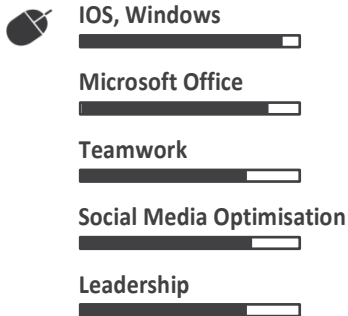 IOS, Windows
Microsoft Office
Teamwork
Social Media Optimisation
Leadership